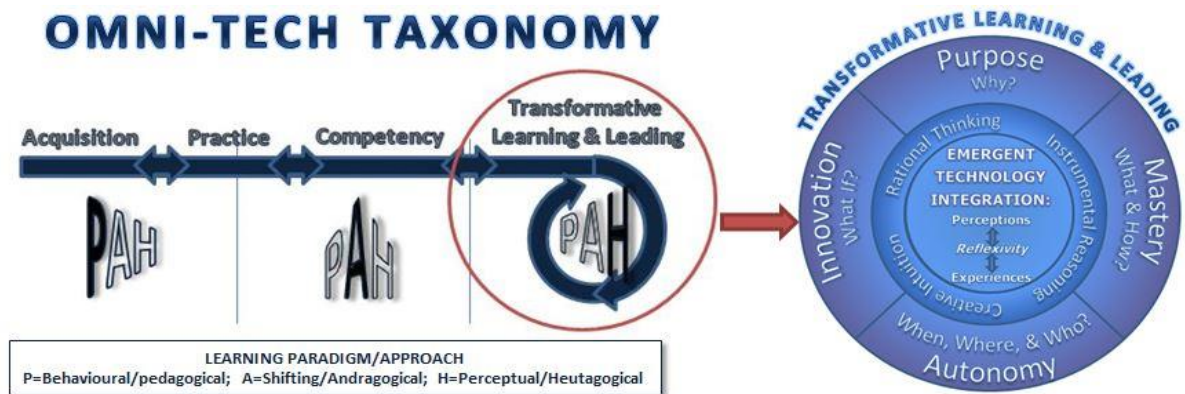 OMNI-TECH TAXONOMY
Acquisition
Practice
Competency
Transformative
Learning & Leading
PAH
PAH
PAH
LEARNING PARADIGM/APPROACH
P=Behavioural/pedagogical; A=Shifting/Andragogical; H=Perceptual/Heutagogical
TRANSFORMATIVE LEARNING & LEADING
Purpose
Why?
Mastery
What & How?
When, Where, & Who?
Autonomy
Innovation
What If?
Rational Thinking
Instrumental Reasoning
Creative Intuition
EMERGENT
TECHNOLOGY
INTEGRATION:
Perceptions
Reflexivity
Experiences